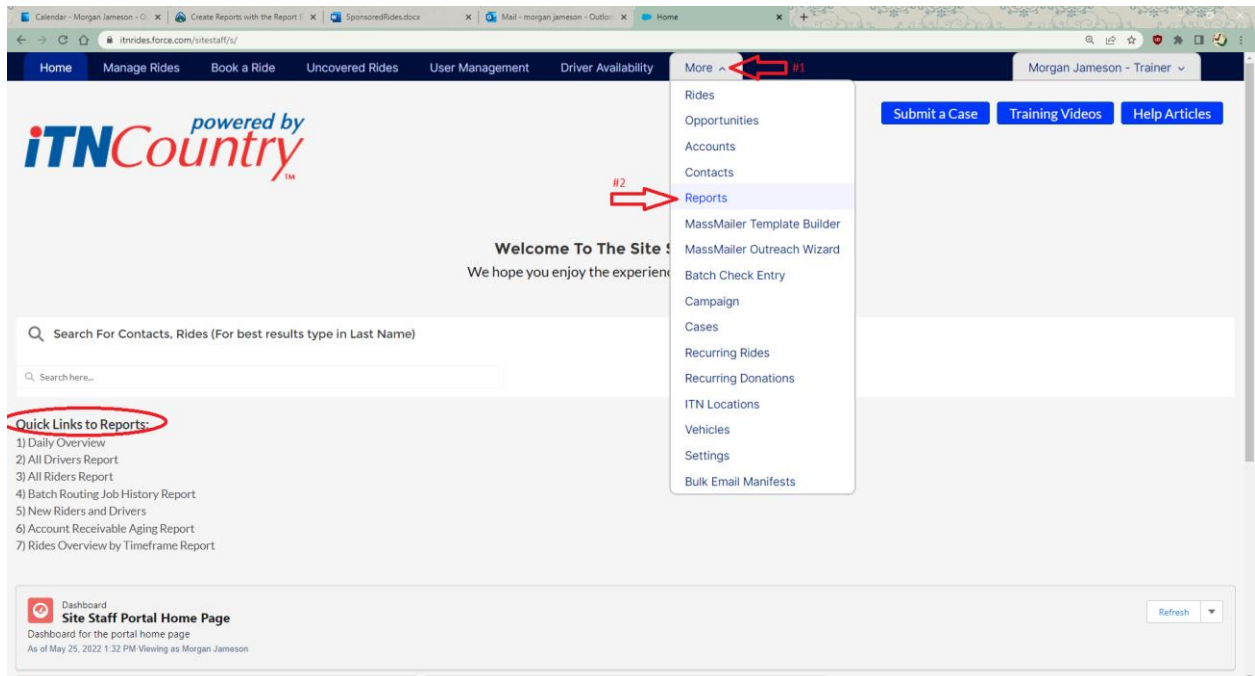 Calendar - Morgan Jameson - O
Create Reports with the Report
SponsoredRides.docx
Mail - morgan jameson - Outloo
Home
itnrides.force.com/sitestaff/s/
Home Manage Rides Book a Ride Uncovered Rides User Management Driver Availability More #1 Morgan Jameson - Trainer
Submit a Case Training Videos Help Articles
powered by
iTNCountry
TM
Rides
Opportunities
Accounts
Contacts
#2
Reports
MassMailer Template Builder
MassMailer Outreach Wizard
Batch Check Entry
Campaign
Cases
Recurring Rides
Recurring Donations
ITN Locations
Vehicles
Settings
Bulk Email Manifests
Welcome To The Site S
We hope you enjoy the experien
Search For Contacts, Rides (For best results type in Last Name)
Search here...
Quick Links to Reports:
1) Daily Overview
2) All Drivers Report
3) All Riders Report
4) Batch Routing Job History Report
5) New Riders and Drivers
6) Account Receivable Aging Report
7) Rides Overview by Timeframe Report
Dashboard
Site Staff Portal Home Page
Dashboard for the portal home page
As of May 25, 2022 1:32 PM·Viewing as Morgan Jameson
Refresh